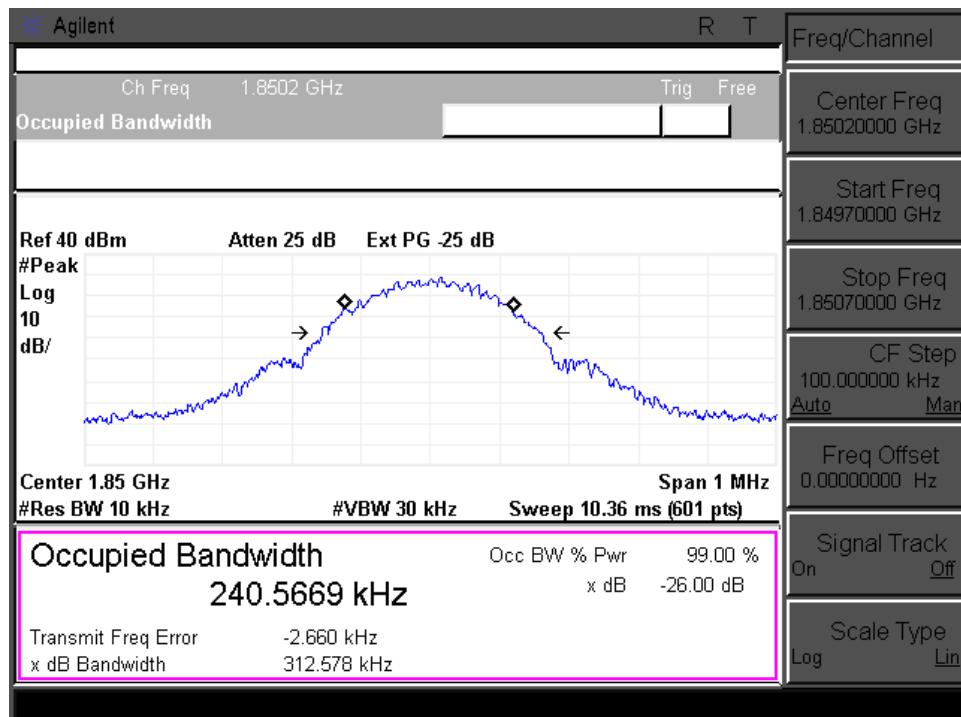 Agilent R T
Freq/Channel
Ch Freq 1.8502 GHz Trig Free
Occupied Bandwidth
Center Freq
1.85020000 GHz
Start Freq
1.84970000 GHz
Stop Freq
1.85070000 GHz
CF Step
100.000000 kHz
Auto Man
Freq Offset
0.00000000 Hz
Signal Track
On Off
Scale Type
Log Lin
Ref 40 dBm Atten 25 dB Ext PG -25 dB
#Peak
Log
10
dB/
Center 1.85 GHz Span 1 MHz
#Res BW 10 kHz #VBW 30 kHz Sweep 10.36 ms (601 pts)
Occupied Bandwidth Occ BW % Pwr 99.00 %
240.5669 kHz x dB -26.00 dB
Transmit Freq Error -2.660 kHz
x dB Bandwidth 312.578 kHz